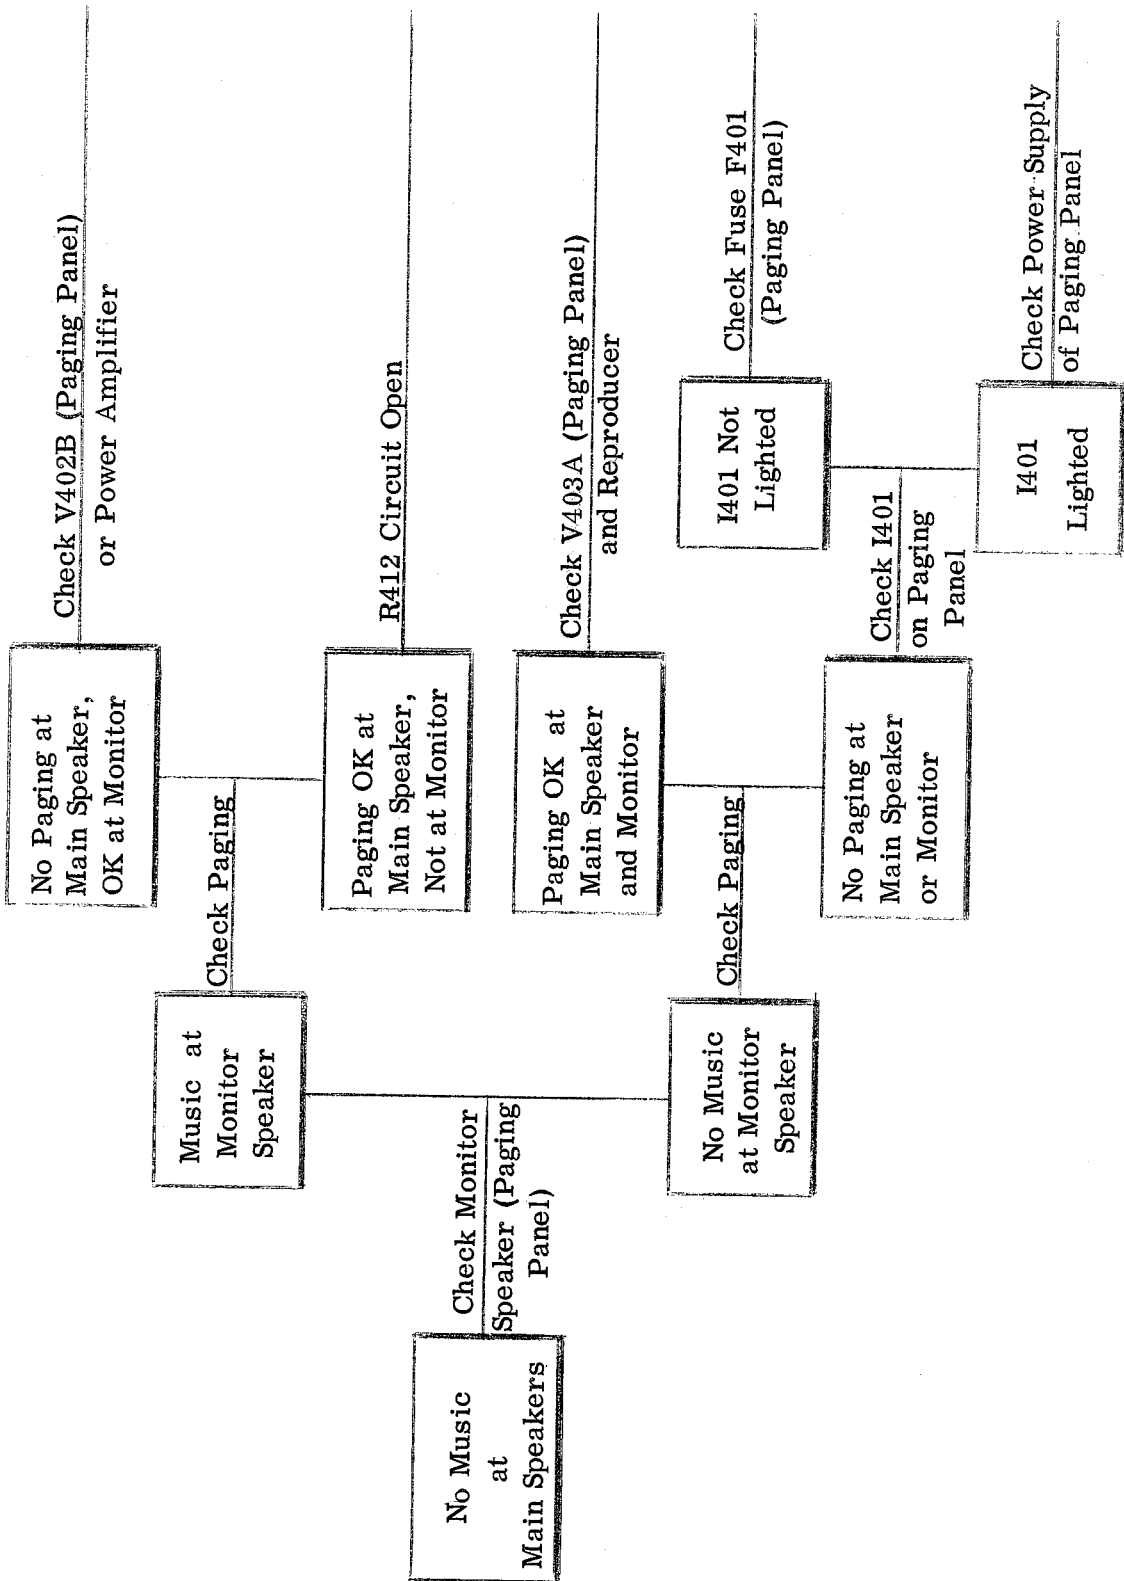 No Music
at
Main Speakers
Check Monitor
Speaker (Paging
Panel)
Music at
Monitor
Speaker
Check Paging
No Paging at
Main Speaker,
OK at Monitor
Check V402B (Paging Panel)
or Power Amplifier
Paging OK at
Main Speaker,
Not at Monitor
R412 Circuit Open
No Music
at Monitor
Speaker
Check Paging
Paging OK at
Main Speaker
and Monitor
Check V403A (Paging Panel)
and Reproducer
No Paging at
Main Speaker
or Monitor
Check I401
on Paging
Panel
I401 Not
Lighted
Check Fuse F401
(Paging Panel)
I401
Lighted
Check Power Supply
of Paging Panel